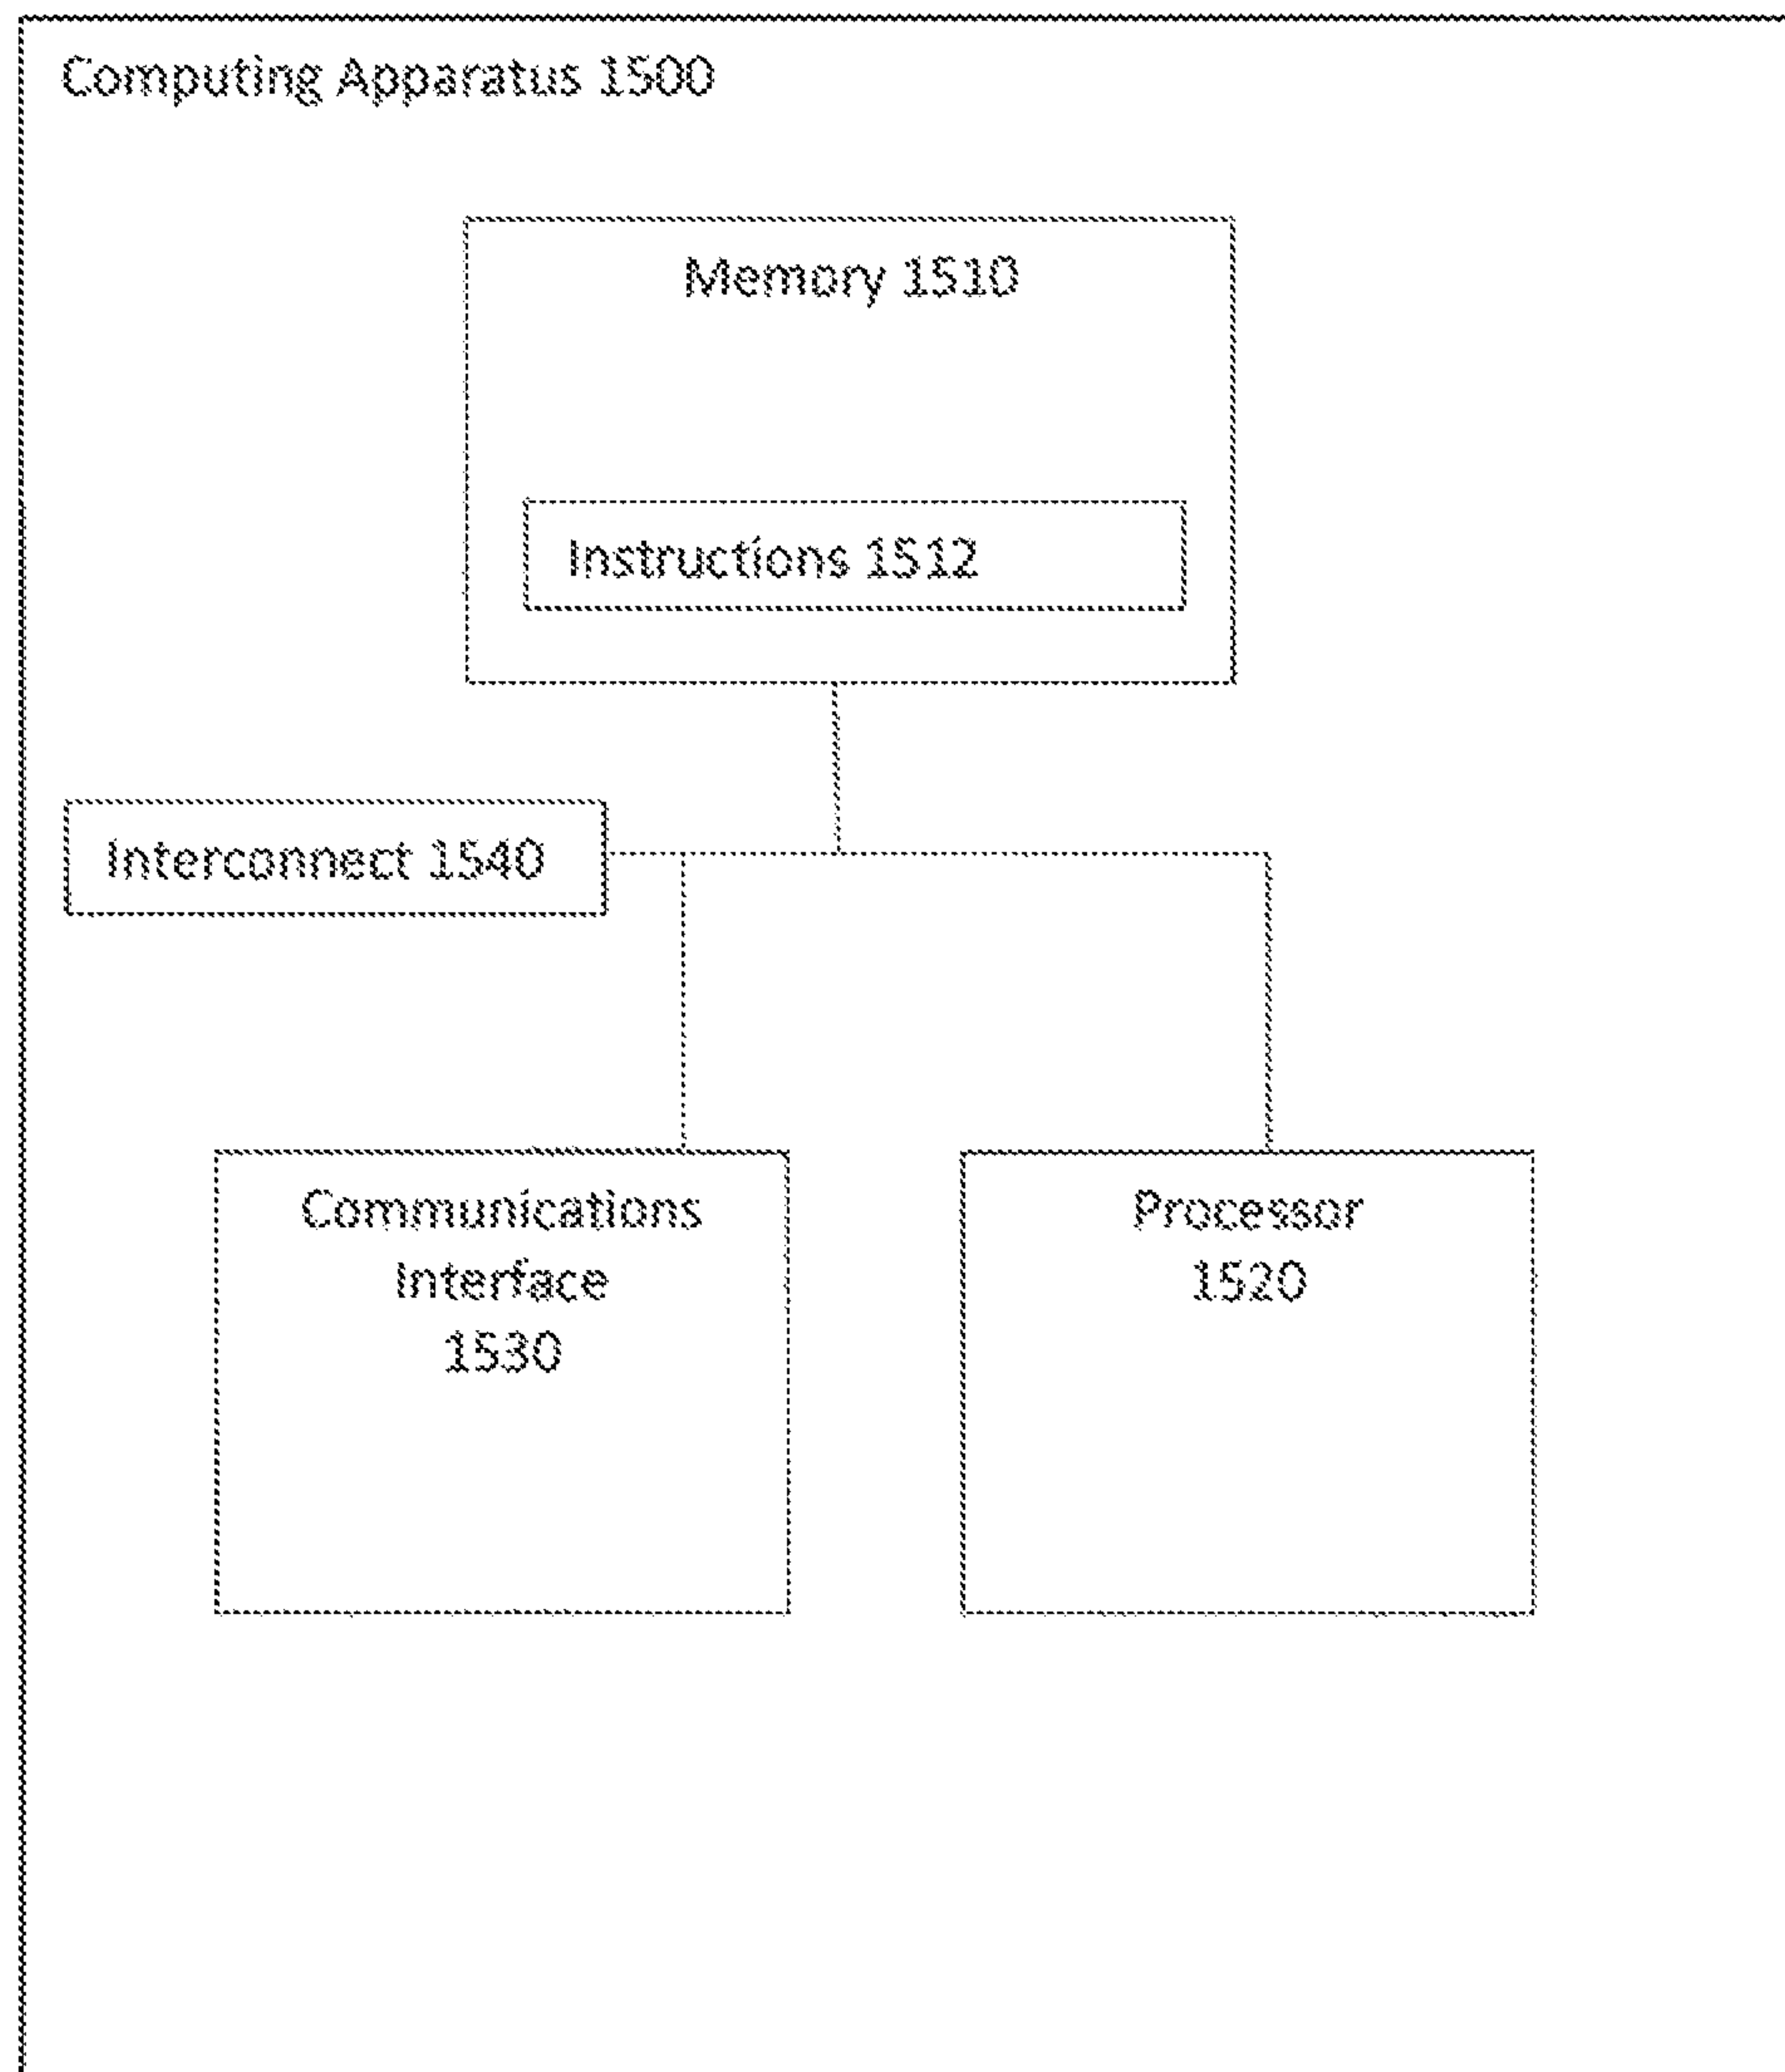 Computing Apparatus 1500
Memory 1510
Instructions 1512
Interconnect 1540
Communications
Interface
1530
Processor
1520